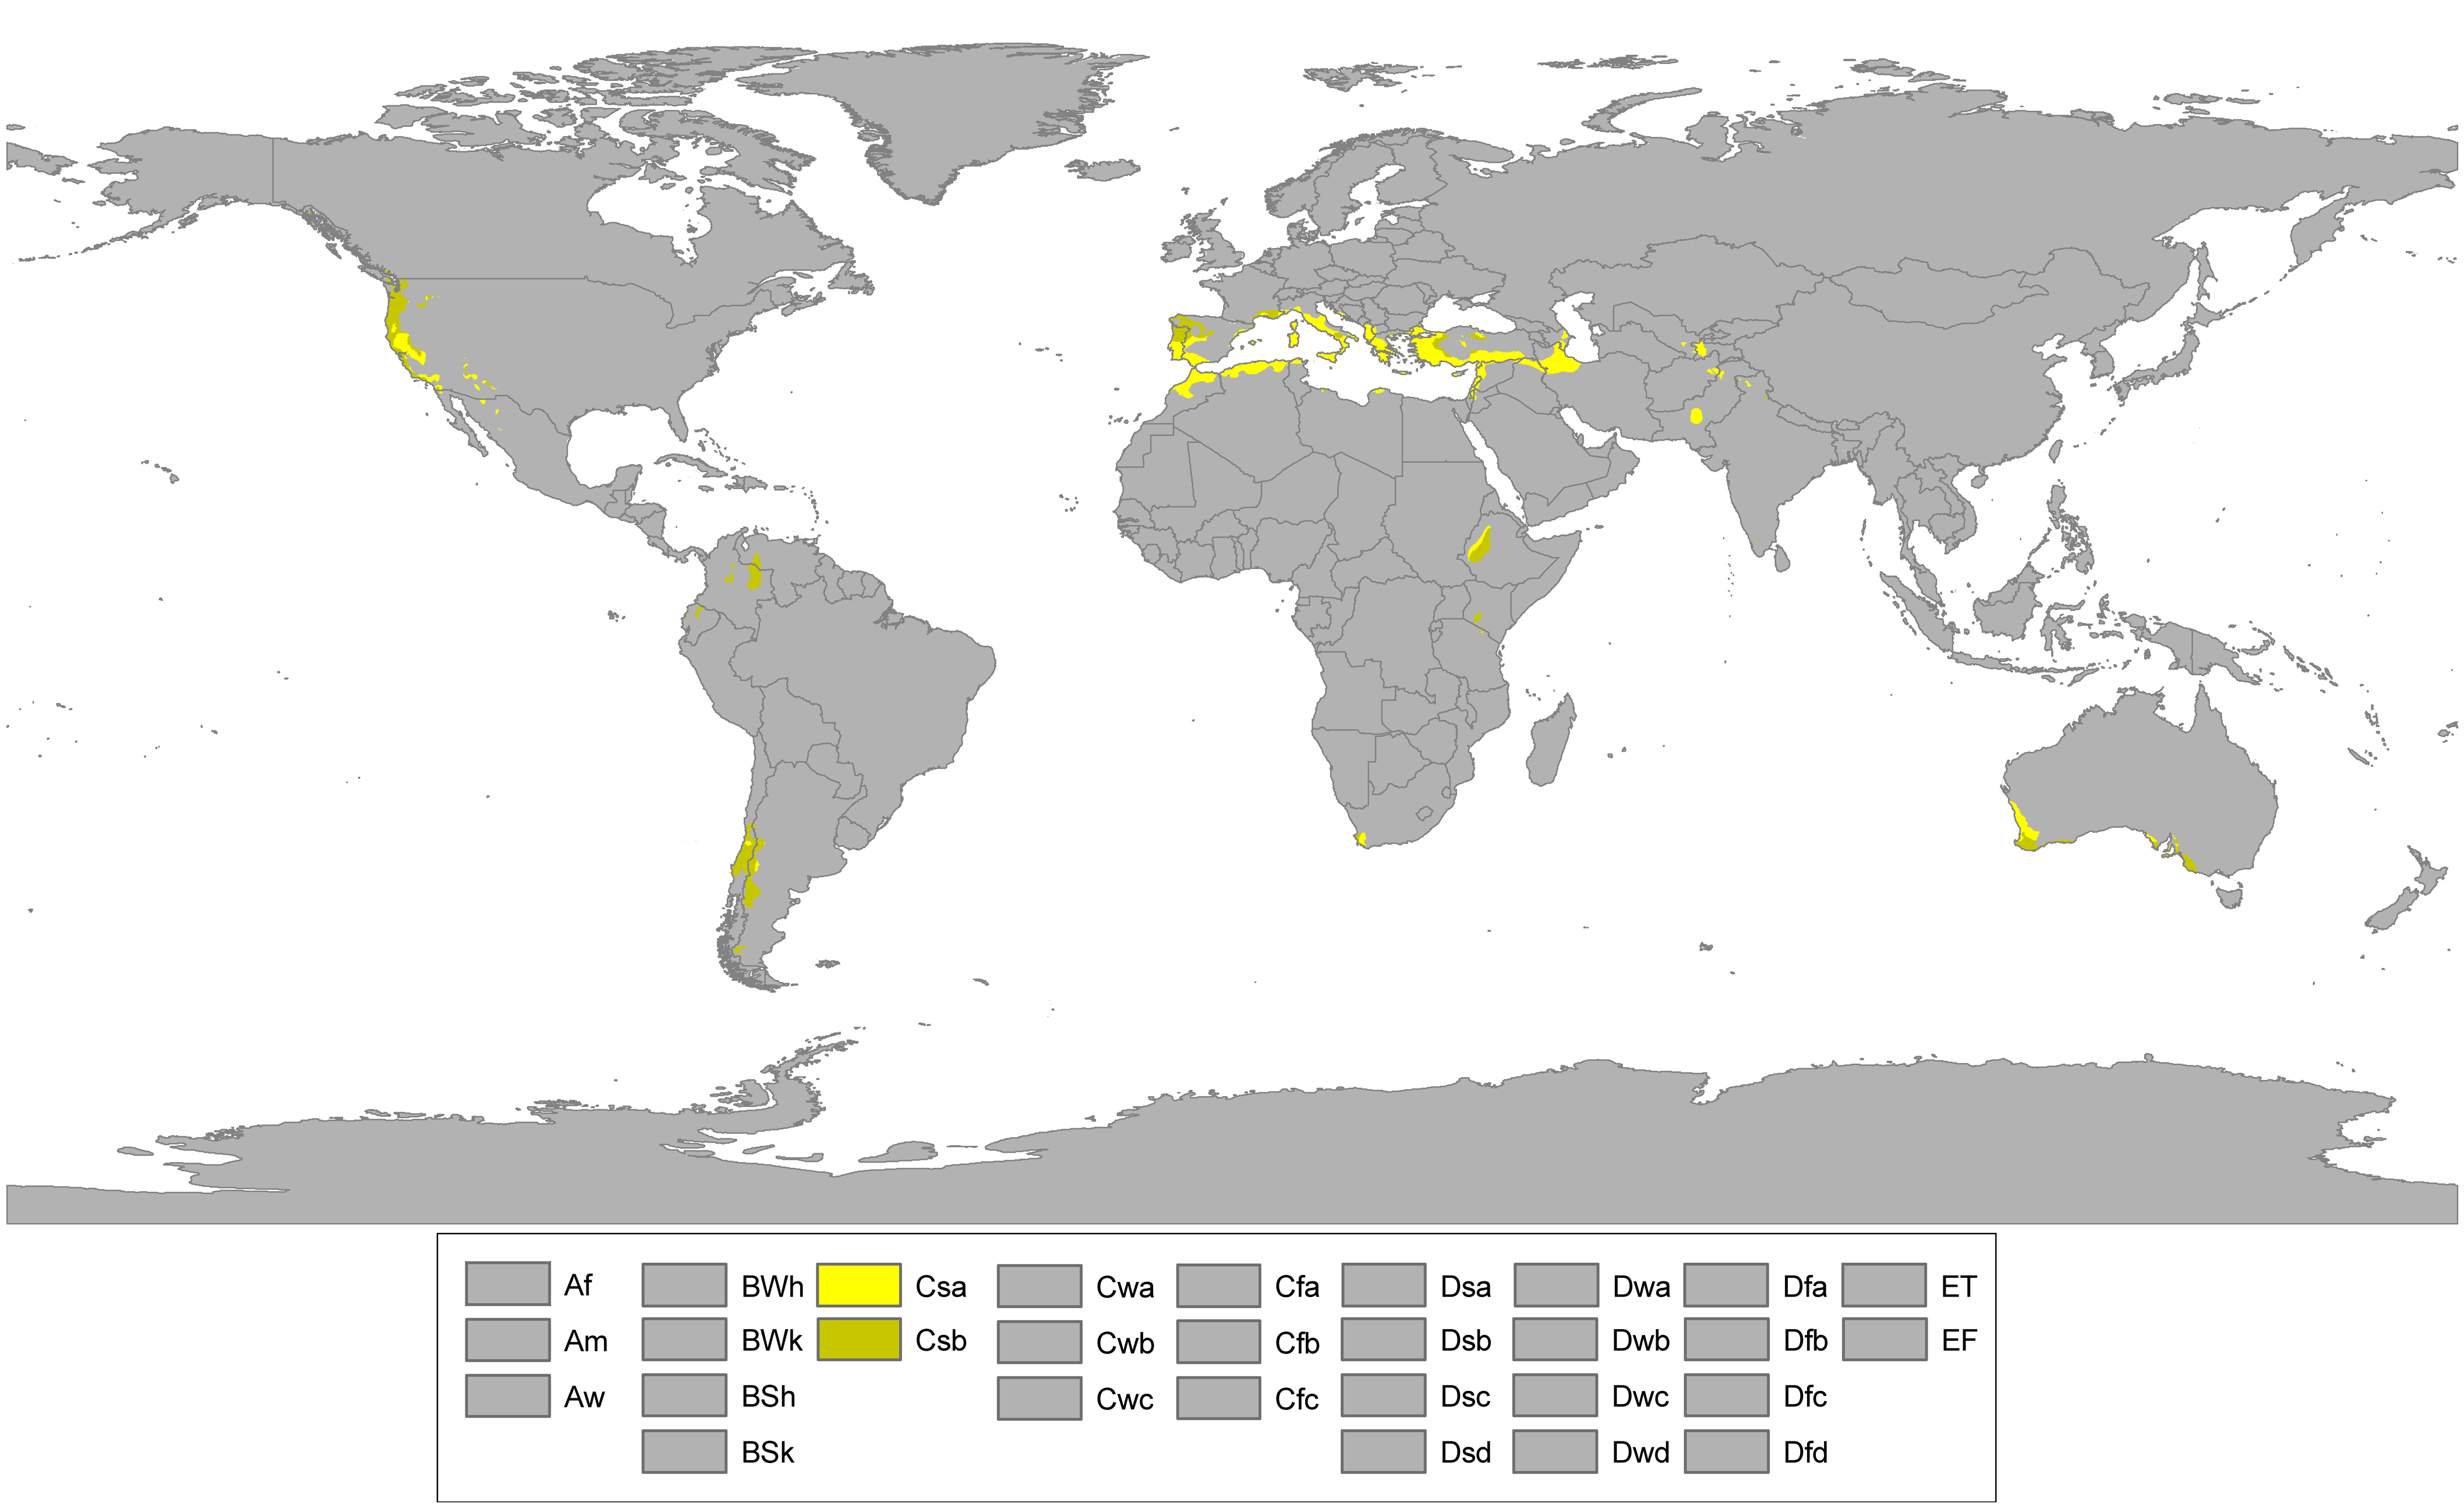 Af BWh Csa Cwa Cfa Dsa Dwa Dfa ET
Am BWk Csb Cwb Cfb Dsb Dwb Dfb EF
Aw BSh Cwc Cfc Dsc Dwc Dfc
BSk Dsd Dwd Dfd